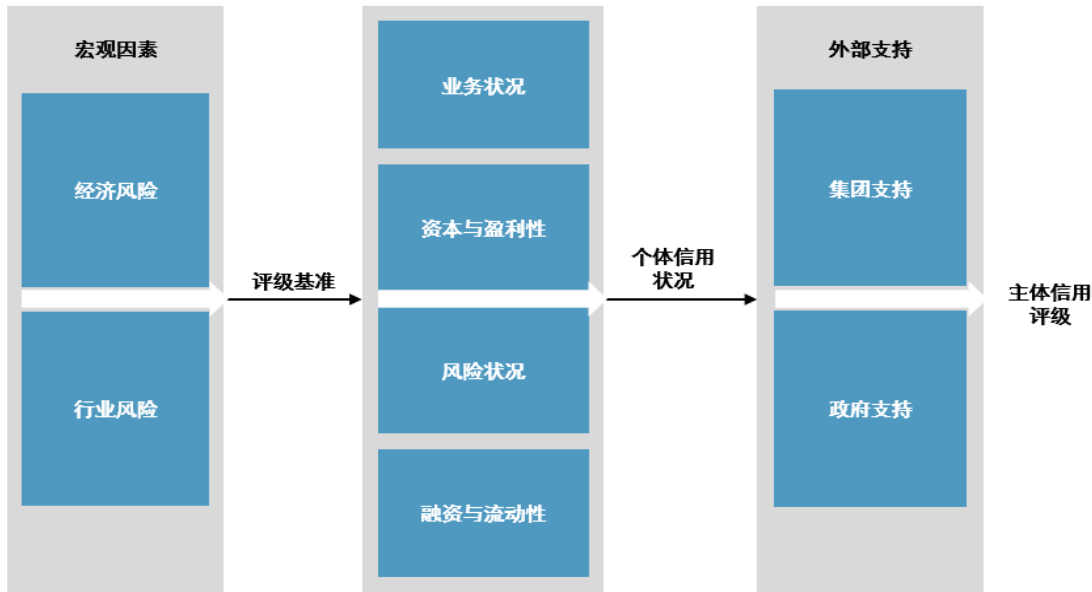 宏观因素
经济风险
行业风险
评级基准
业务状况
资本与盈利性
风险状况
融资与流动性
个体信用
状况
外部支持
集团支持
政府支持
主体信用
评级